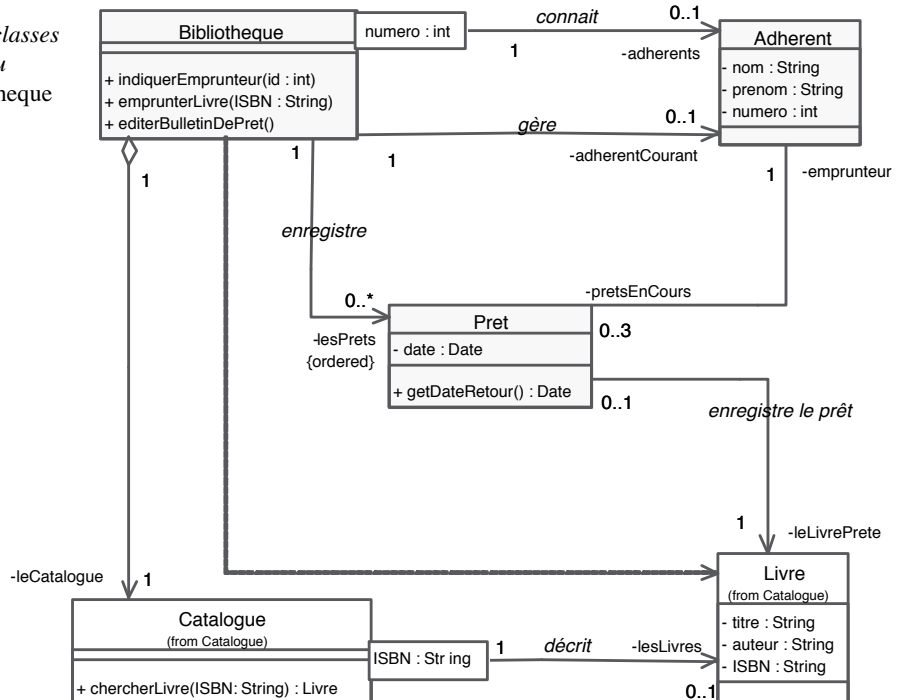 classes
u
heque
Bibliotheque
+ indiquerEmprunteur(id : int)
+ emprunterLivre(ISBN : String)
+ editerBulletinDePret()
numero : int
connait
0..1
1
-adherents
Adherent
- nom : String
- prenom : String
- numero : int
gère
0..1
1
1
-adherentCourant
1
1
-emprunteur
enregistre
0..*
-lesPrets
{ordered}
-pretsEnCours
0..3
Pret
- date : Date
+ getDateRetour() : Date
0..1
enregistre le prêt
1
-leLivrePrete
-leCatalogue
1
Livre
(from Catalogue)
- titre : String
- auteur : String
- ISBN : String
Catalogue
(from Catalogue)
+ chercherLivre(ISBN: String) : Livre
ISBN : Str ing
1
décrit
-lesLivres
0..1